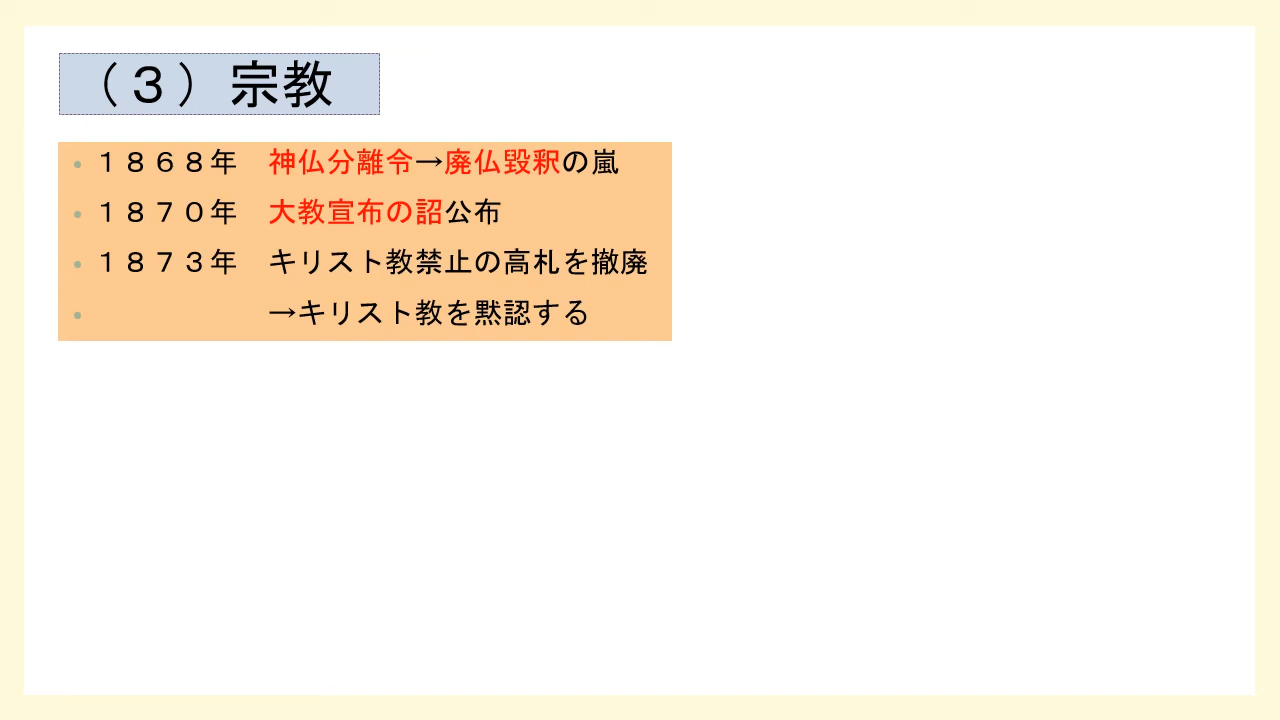 （３）宗教
• １８６８年　神仏分離令→廃仏毀釈の嵐
• １８７０年　大教宣布の詔公布
• １８７３年　キリスト教禁止の高札を撤廃
• 　　　　　　→キリスト教を黙認する